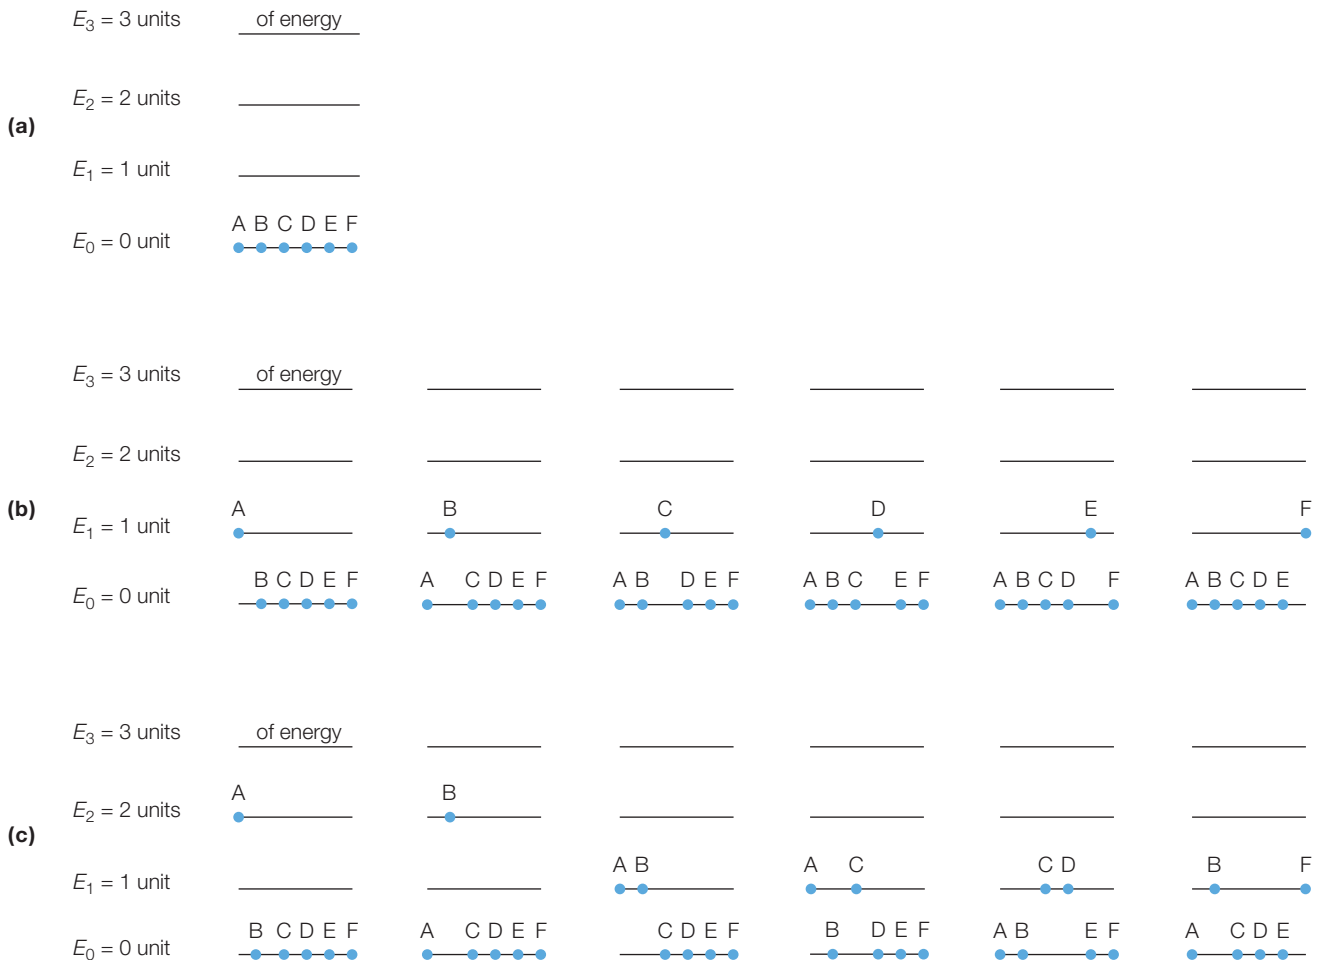 E3 = 3 units of energy
E2 = 2 units
(a)
E1 = 1 unit
A B C D E F
E0 = 0 unit
E3 = 3 units of energy
E2 = 2 units
(b)
A B C D E F
E1 = 1 unit
B C D E F A C D E F A B D E F A B C E F A B C D F A B C D E
E0 = 0 unit
E3 = 3 units of energy
A B
E2 = 2 units
(c)
A B A C C D B F
E1 = 1 unit
B C D E F A C D E F C D E F B D E F A B E F A C D E
E0 = 0 unit